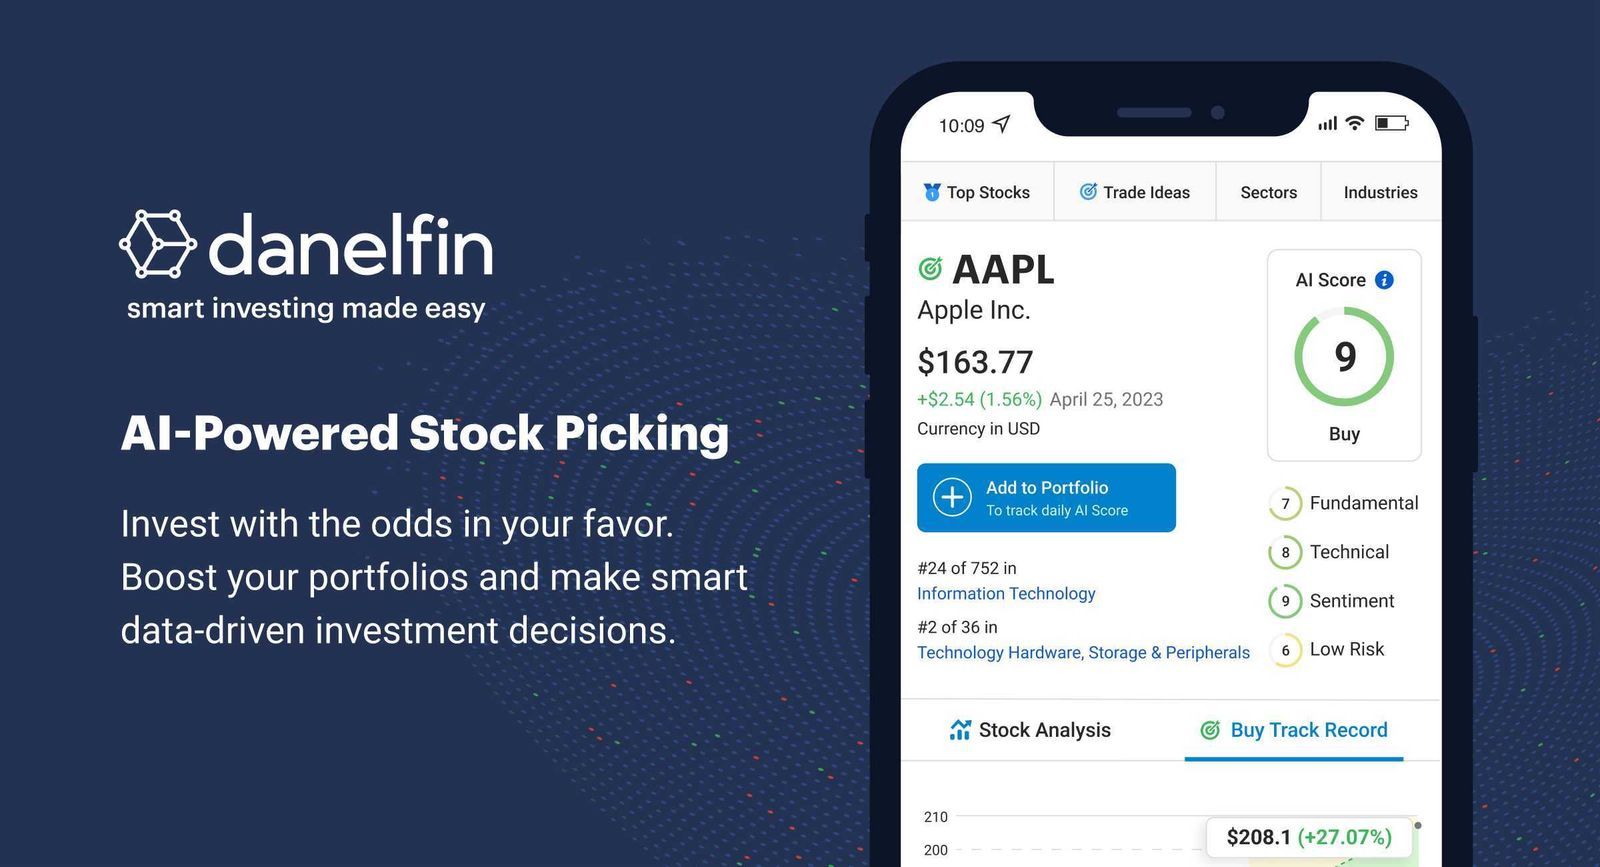 danelfin
smart investing made easy
AI-Powered Stock Picking
Invest with the odds in your favor.
Boost your portfolios and make smart
data-driven investment decisions.
10:09
Top Stocks
Trade Ideas
Sectors
Industries
AAPL
Apple Inc.
$163.77
+$2.54 (1.56%) April 25, 2023
Currency in USD
Add to Portfolio
To track daily AI Score
#24 of 752 in
Information Technology
#2 of 36 in
Technology Hardware, Storage & Peripherals
AI Score i
9
Buy
7 Fundamental
8 Technical
9 Sentiment
6 Low Risk
Stock Analysis
Buy Track Record
210
200
$208.1 (+27.07%)